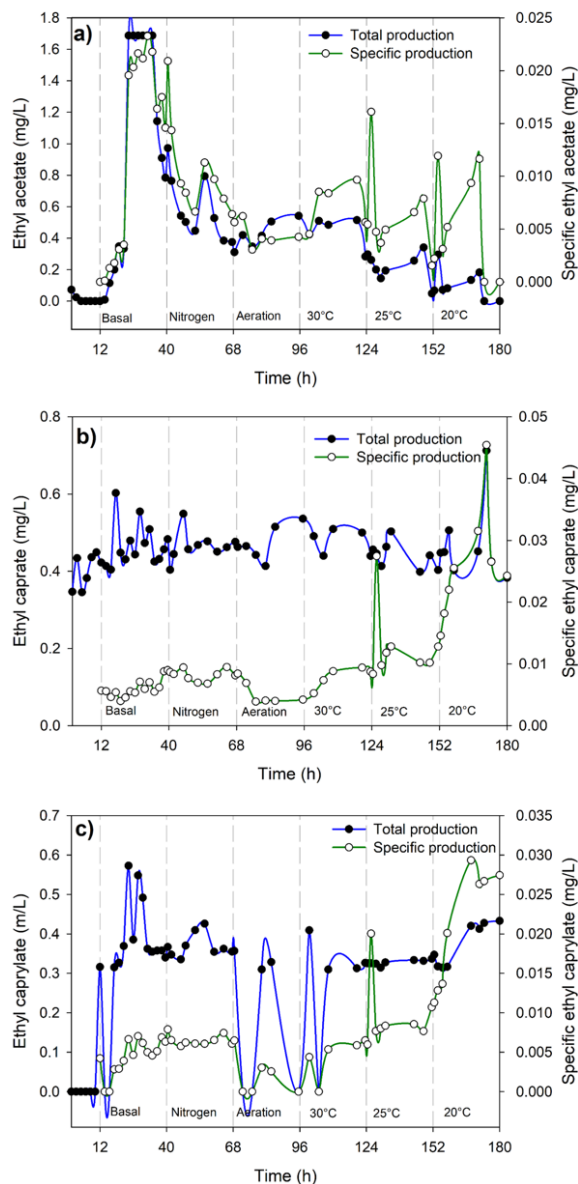 a)
Total production
Specific production
Ethyl acetate (mg/L)
1.8
1.6
1.4
1.2
1.0
0.8
0.6
0.4
0.2
0.0
Specific ethyl acetate (mg/L)
0.025
0.020
0.015
0.010
0.005
0.000
Basal Nitrogen Aeration 30°C 25°C 20°C
12 40 68 96 124 152 180
Time (h)
b)
Total production
Specific production
Ethyl caprate (mg/L)
0.8
0.6
0.4
0.2
0.0
Specific ethyl caprate (mg/L)
0.05
0.04
0.03
0.02
0.01
0.00
Basal Nitrogen Aeration 30°C 25°C 20°C
12 40 68 96 124 152 180
Time (h)
c)
Total production
Specific production
Ethyl caprylate (m/L)
0.7
0.6
0.5
0.4
0.3
0.2
0.1
0.0
Specific ethyl caprylate (mg/L)
0.035
0.030
0.025
0.020
0.015
0.010
0.005
0.000
Basal Nitrogen Aeration 30°C 25°C 20°C
12 40 68 96 124 152 180
Time (h)